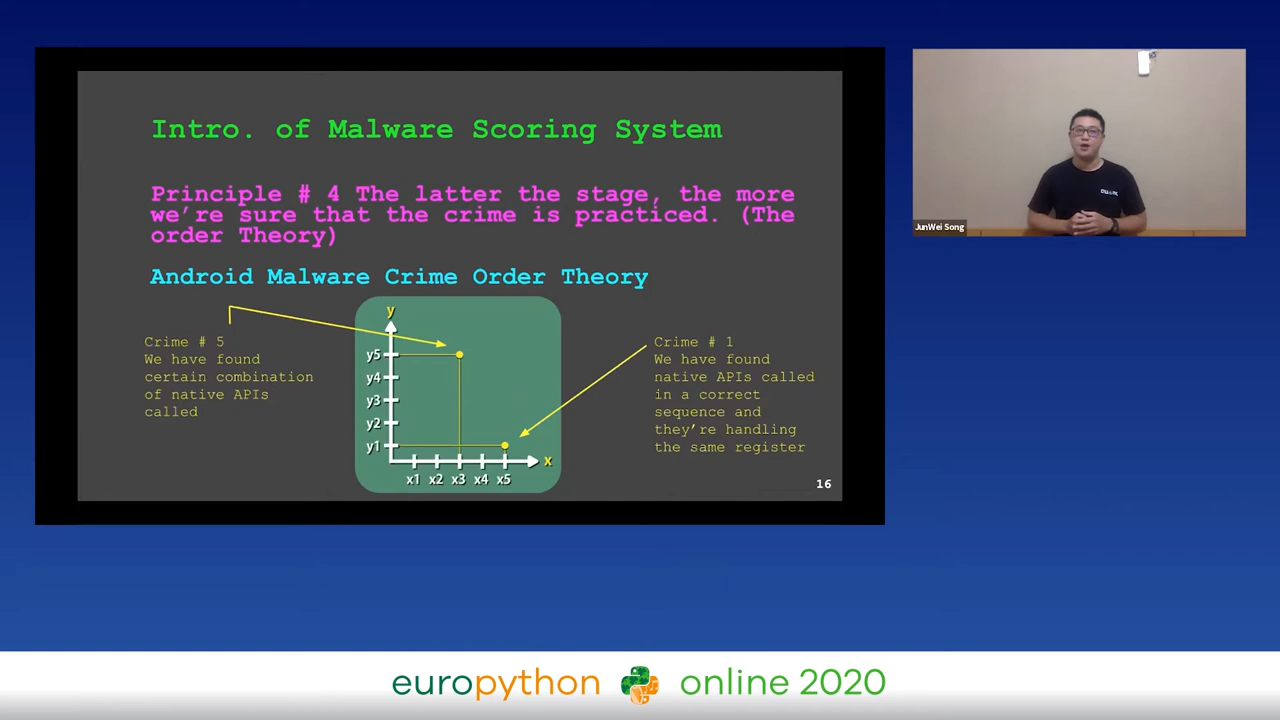 Intro. of Malware Scoring System
Principle # 4 The latter the stage, the more
we're sure that the crime is practiced. (The
order Theory)
Android Malware Crime Order Theory
Crime # 5
We have found
certain combination
of native APIs
called
y
y5
y4
y3
y2
y1
x1 x2 x3 x4 x5
x
Crime # 1
We have found
native APIs called
in a correct
sequence and
they're handling
the same register
16
JunWei Song
europython online 2020